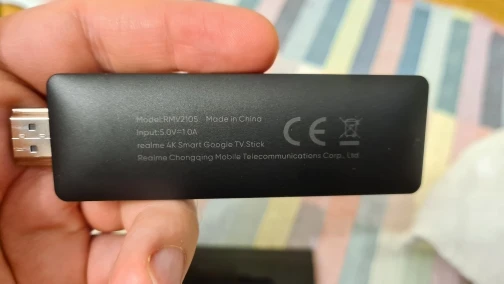 Model:RMV2105 Made in China
Input:5.0V=1.0A
realme 4K Smart Google TV Stick
Realme Chongqing Mobile Telecommunications Corp., Ltd
CE